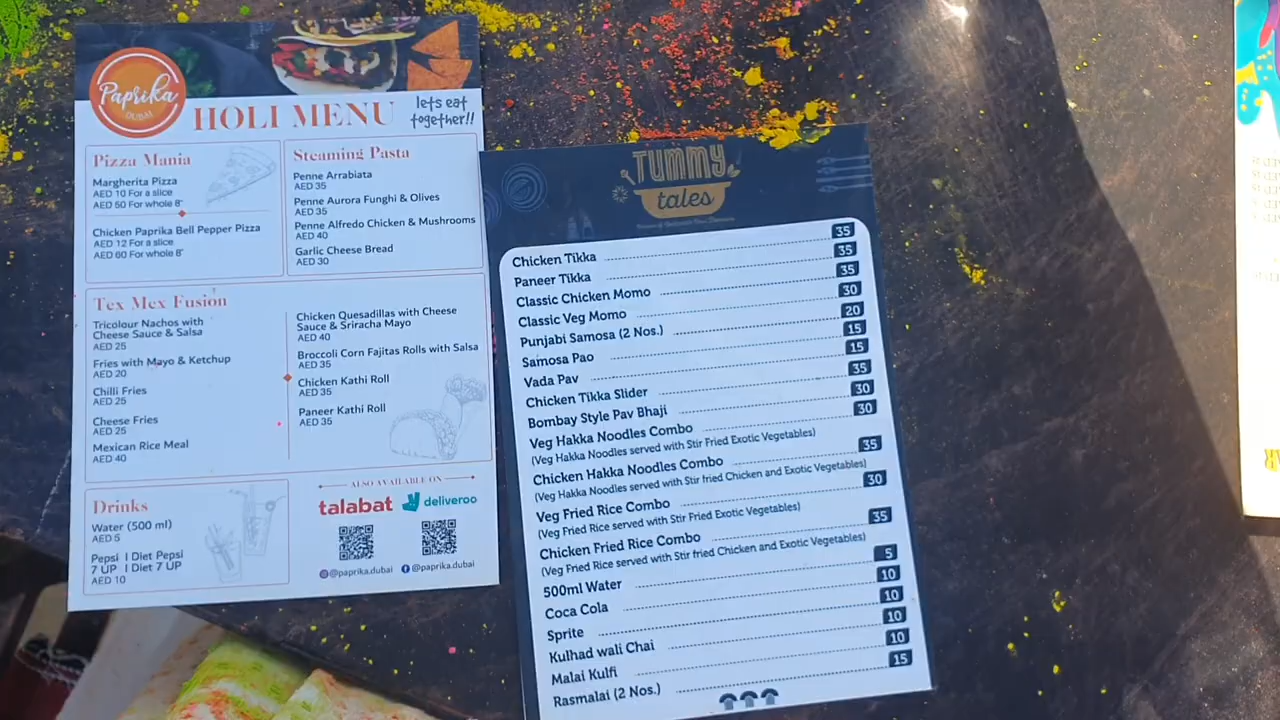 Paprika
DUBAI
HOLI MENU
lets eat
together!!
Pizza Mania
Margherita Pizza
AED 10 For a slice
AED 50 For whole 8"
Chicken Paprika Bell Pepper Pizza
AED 12 For a slice
AED 60 For whole 8"
Steaming Pasta
Penne Arrabiata
AED 35
Penne Aurora Funghi & Olives
AED 35
Penne Alfredo Chicken & Mushrooms
AED 40
Garlic Cheese Bread
AED 30
Tex Mex Fusion
Tricolour Nachos with
Cheese Sauce & Salsa
AED 25
Fries with Mayo & Ketchup
AED 20
Chilli Fries
AED 25
Cheese Fries
AED 25
Mexican Rice Meal
AED 40
Chicken Quesadillas with Cheese
Sauce & Sriracha Mayo
AED 40
Broccoli Corn Fajitas Rolls with Salsa
AED 35
Chicken Kathi Roll
AED 35
Paneer Kathi Roll
AED 35
Drinks
Water (500 ml)
AED 5
Pepsi I Diet Pepsi
7 UP I Diet 7 UP
AED 10
ALSO AVAILABLE ON
talabat deliveroo
@paprika.dubai @paprika.dubai
TUMMY
tales
Chicken Tikka 35
Paneer Tikka 35
Classic Chicken Momo 35
Classic Veg Momo 30
Punjabi Samosa (2 Nos.) 20
Samosa Pao 15
Vada Pav 15
Chicken Tikka Slider 35
Bombay Style Pav Bhaji 30
Veg Hakka Noodles Combo 30
(Veg Hakka Noodles served with Stir Fried Exotic Vegetables)
Chicken Hakka Noodles Combo 35
(Veg Hakka Noodles served with Stir fried Chicken and Exotic Vegetables)
Veg Fried Rice Combo 30
(Veg Fried Rice served with Stir Fried Exotic Vegetables)
Chicken Fried Rice Combo 35
(Veg Fried Rice served with Stir fried Chicken and Exotic Vegetables)
500ml Water 5
Coca Cola 10
Sprite 10
Kulhad wali Chai 10
Malai Kulfi 10
Rasmalai (2 Nos.) 15